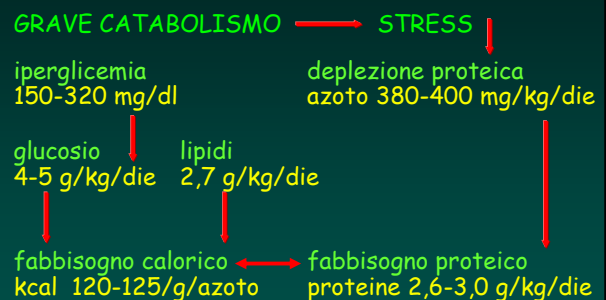 GRAVE CATABOLISMO STRESS
iperglicemia deplezione proteica
150-320 mg/dl azoto 380-400 mg/kg/die
glucosio lipidi
4-5 g/kg/die 2,7 g/kg/die
fabbisogno calorico fabbisogno proteico
kcal 120-125/g/azoto proteine 2,6-3,0 g/kg/die